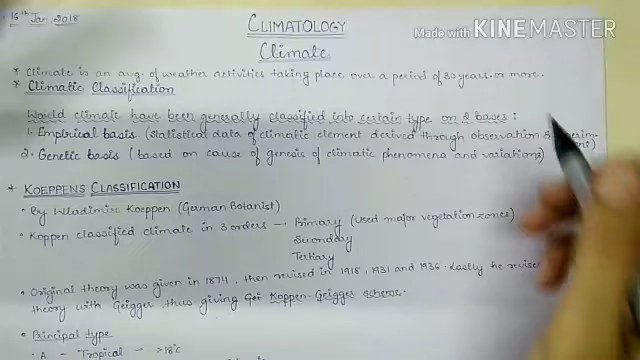 16th Jan. 2018
CLIMATOLOGY
Made with KINEMASTER
Climate
* Climate is an avg. of weather activities taking place over a period of 30 years or more.
* Climatic Classification
World climate have been generally classified into certain type on 2 bases:
1. Empirical basis (statistical data of climatic element derived through observation &
2. Genetic basis (based on cause of genesis of climatic phenomena and variations)
* KOEPPENS CLASSIFICATION
• By Wladimir Koeppen (German Botanist)
• Koppen classified climate in 3 orders → Primary (Used major vegetation zones)
Secondary
Tertiary
• Original theory was given in 1874, then revised in 1918, 1931 and 1936. Lastly he revise
theory with Geigger, thus giving Gei Koppen-Geigger scheme.
• Principal type
A - Tropical → >18°C